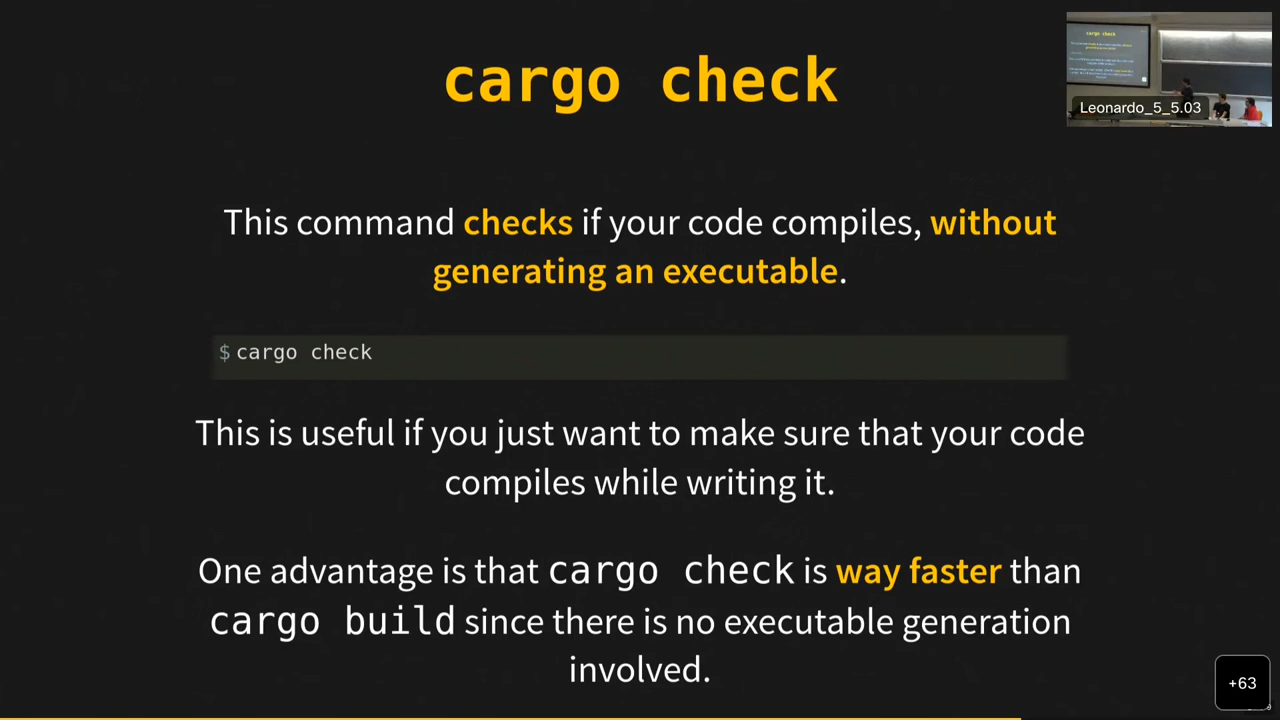 cargo check
Leonardo_5_5.03
This command checks if your code compiles, without
generating an executable.
$ cargo check
This is useful if you just want to make sure that your code
compiles while writing it.
One advantage is that cargo check is way faster than
cargo build since there is no executable generation
involved.
+63